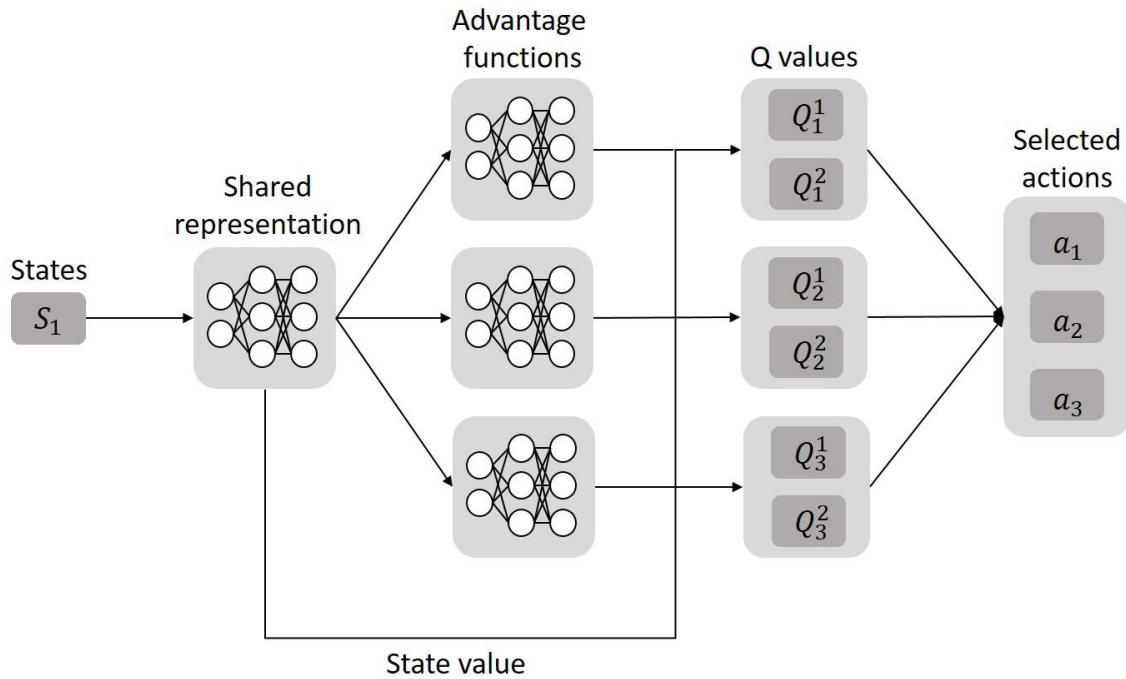 Advantage
functions
Q values
Selected
actions
Shared
representation
States
S₁
Q₁¹
Q₁²
Q₂¹
Q₂²
Q₃¹
Q₃²
a₁
a₂
a₃
State value